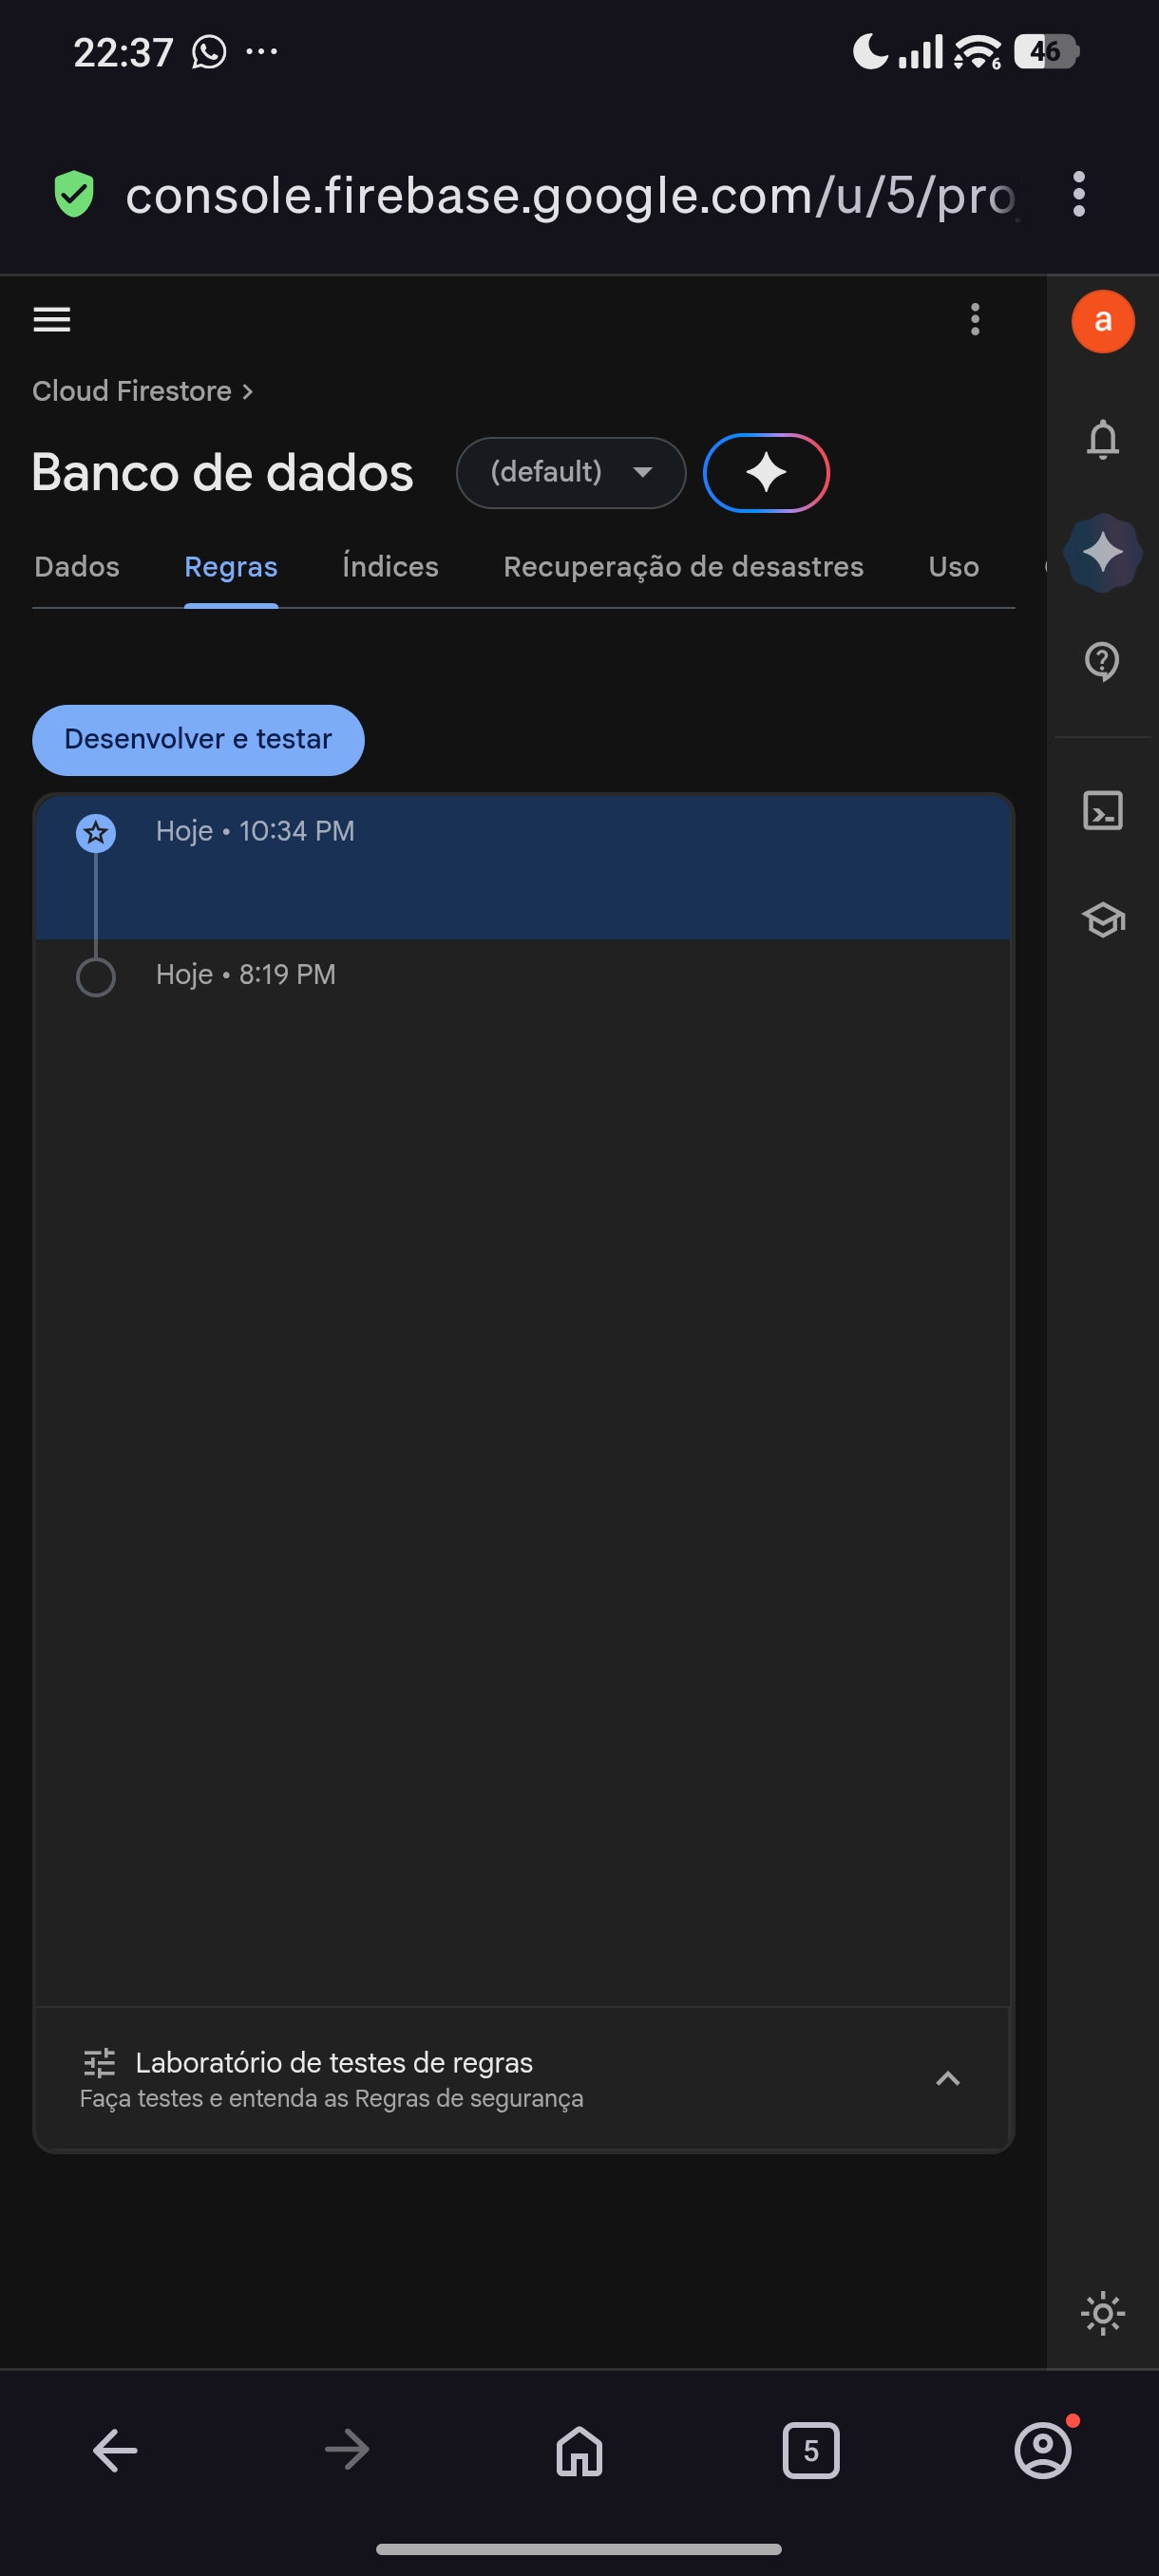 22:37
46
6
console.firebase.google.com/u/5/pro
a
Cloud Firestore
Banco de dados
(default)
Dados Regras Índices Recuperação de desastres Uso
Desenvolver e testar
Hoje • 10:34 PM
Hoje • 8:19 PM
Laboratório de testes de regras
Faça testes e entenda as Regras de segurança
5